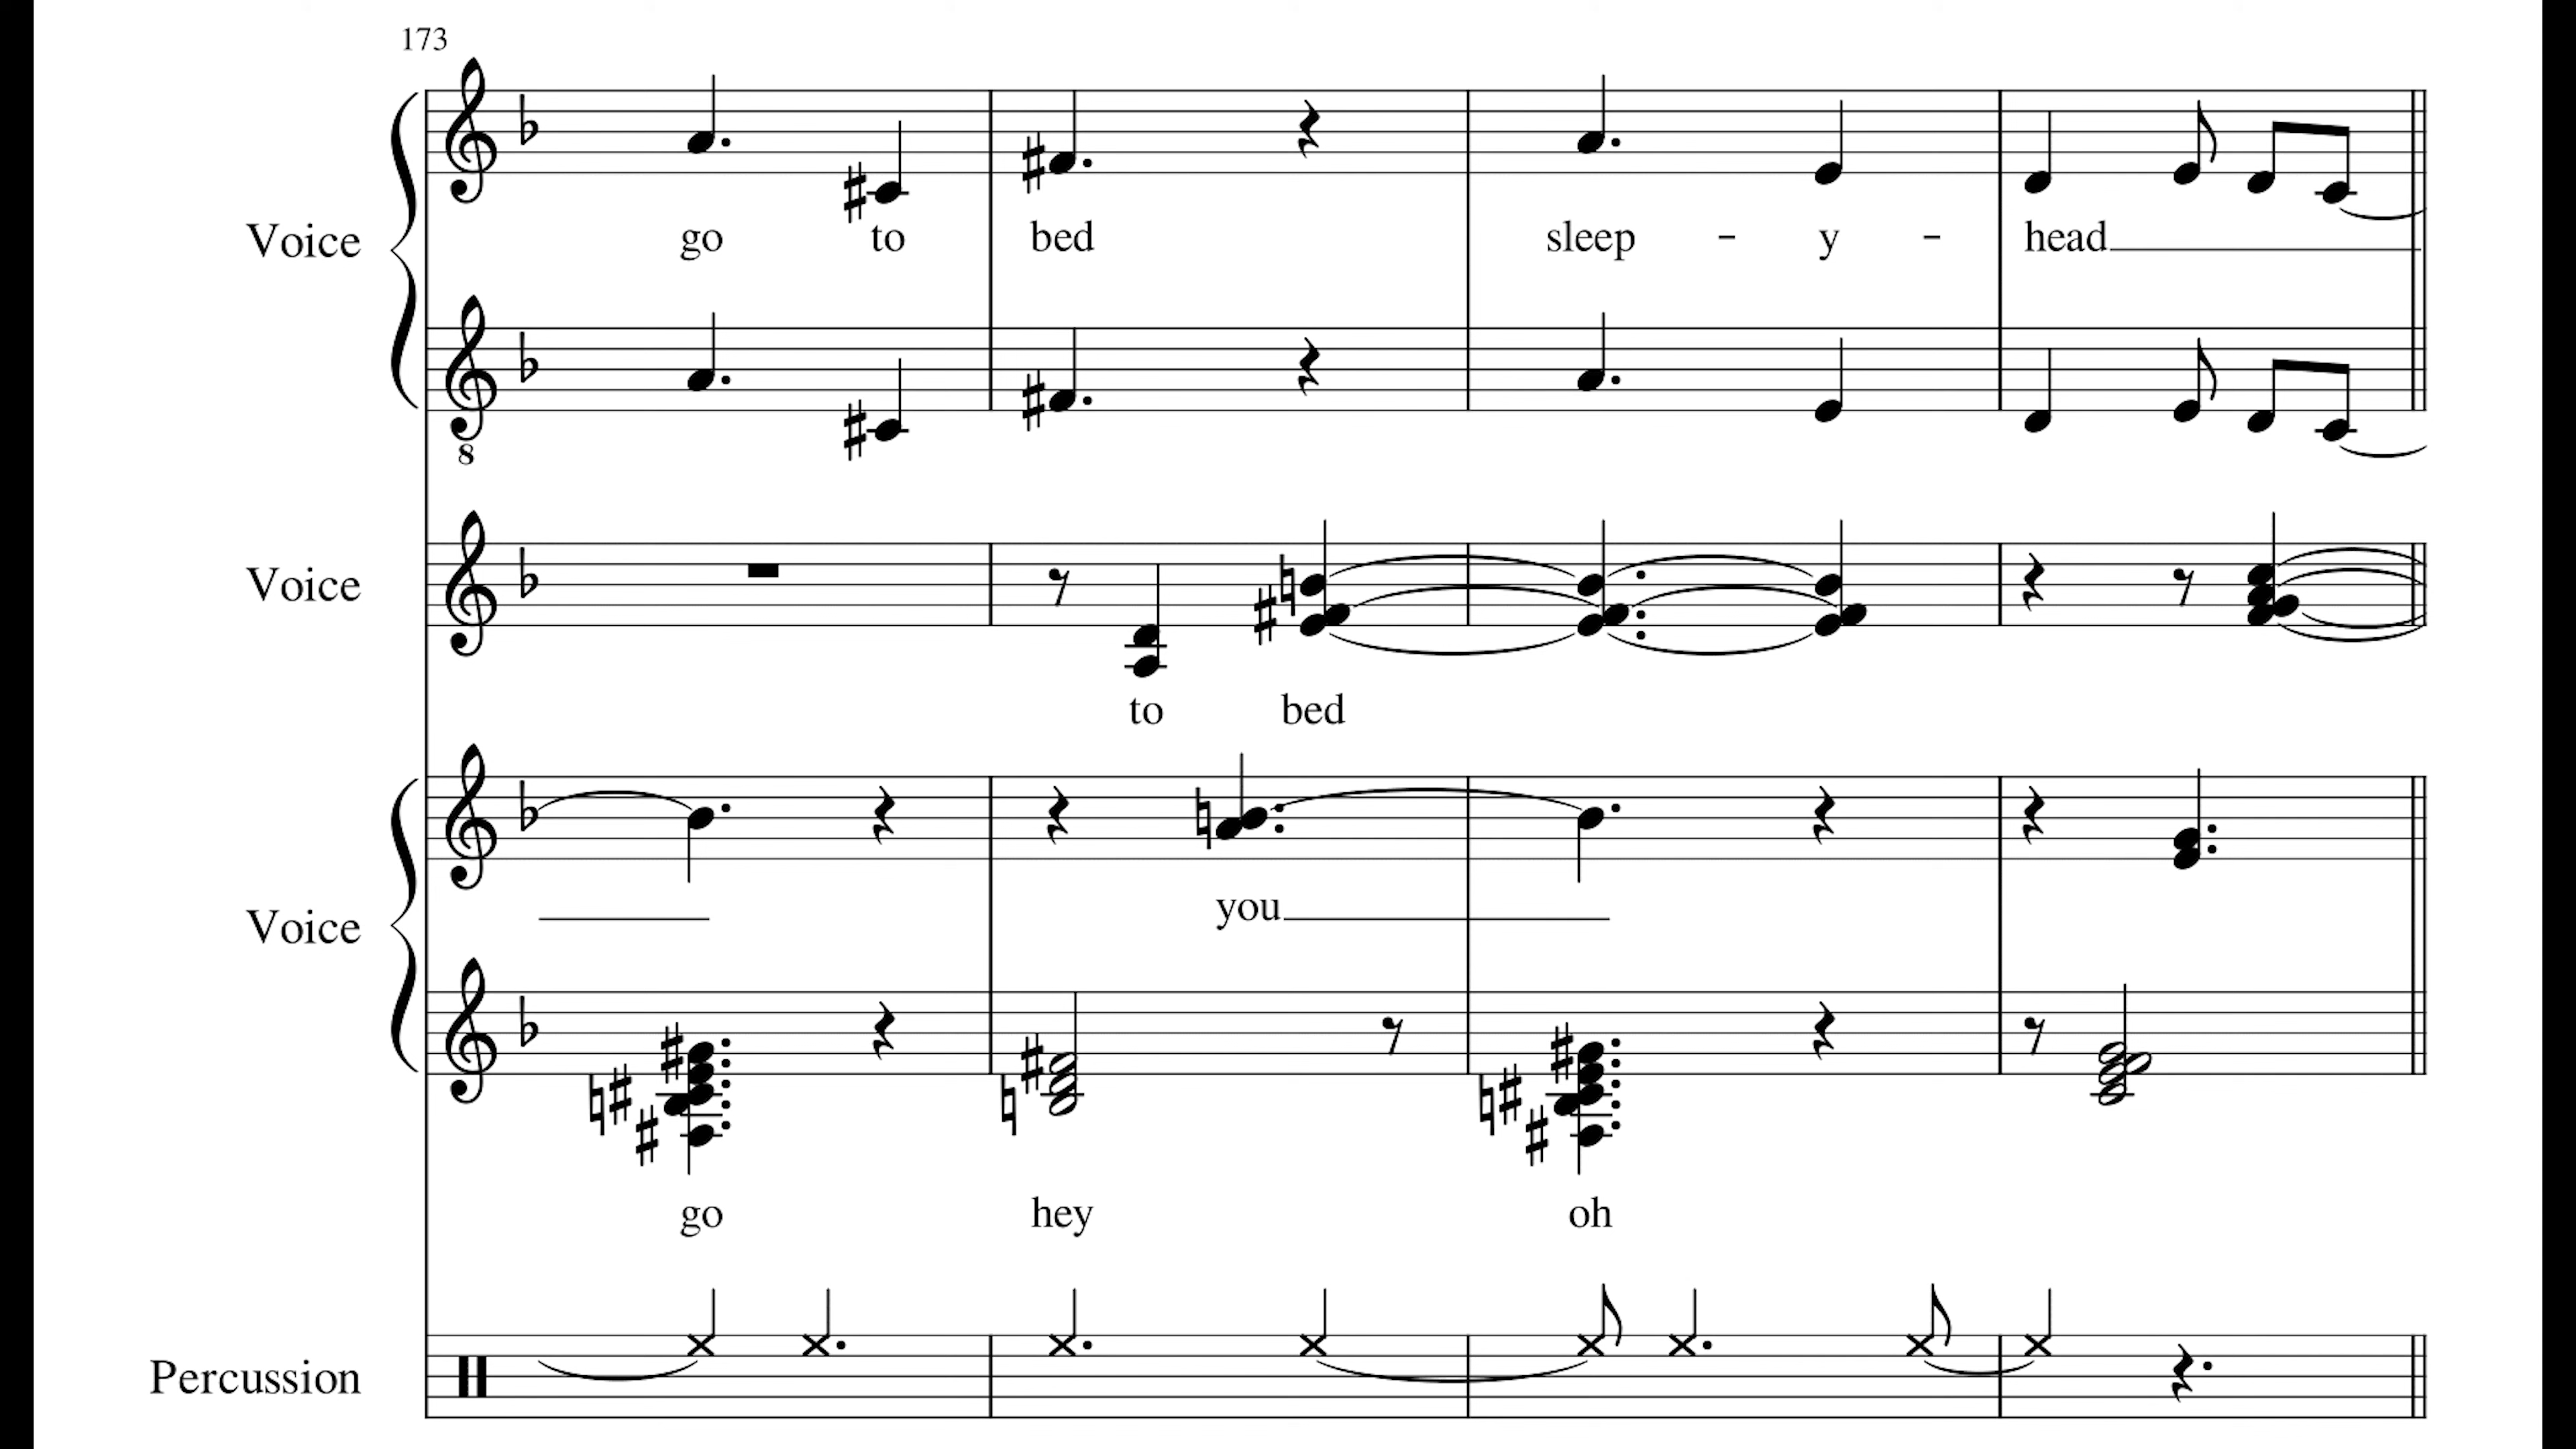 173
Voice
go to bed sleep - y - head
8
Voice
to bed
Voice
you
go hey oh
Percussion